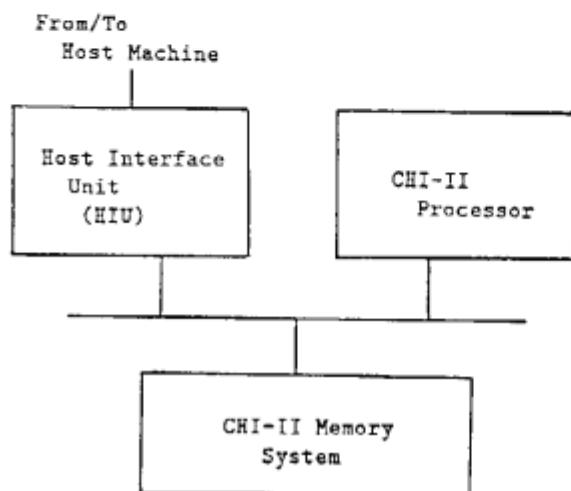 From/To
Host Machine
Host Interface
Unit
(HIU)
CHI-II
Processor
CHI-II Memory
System